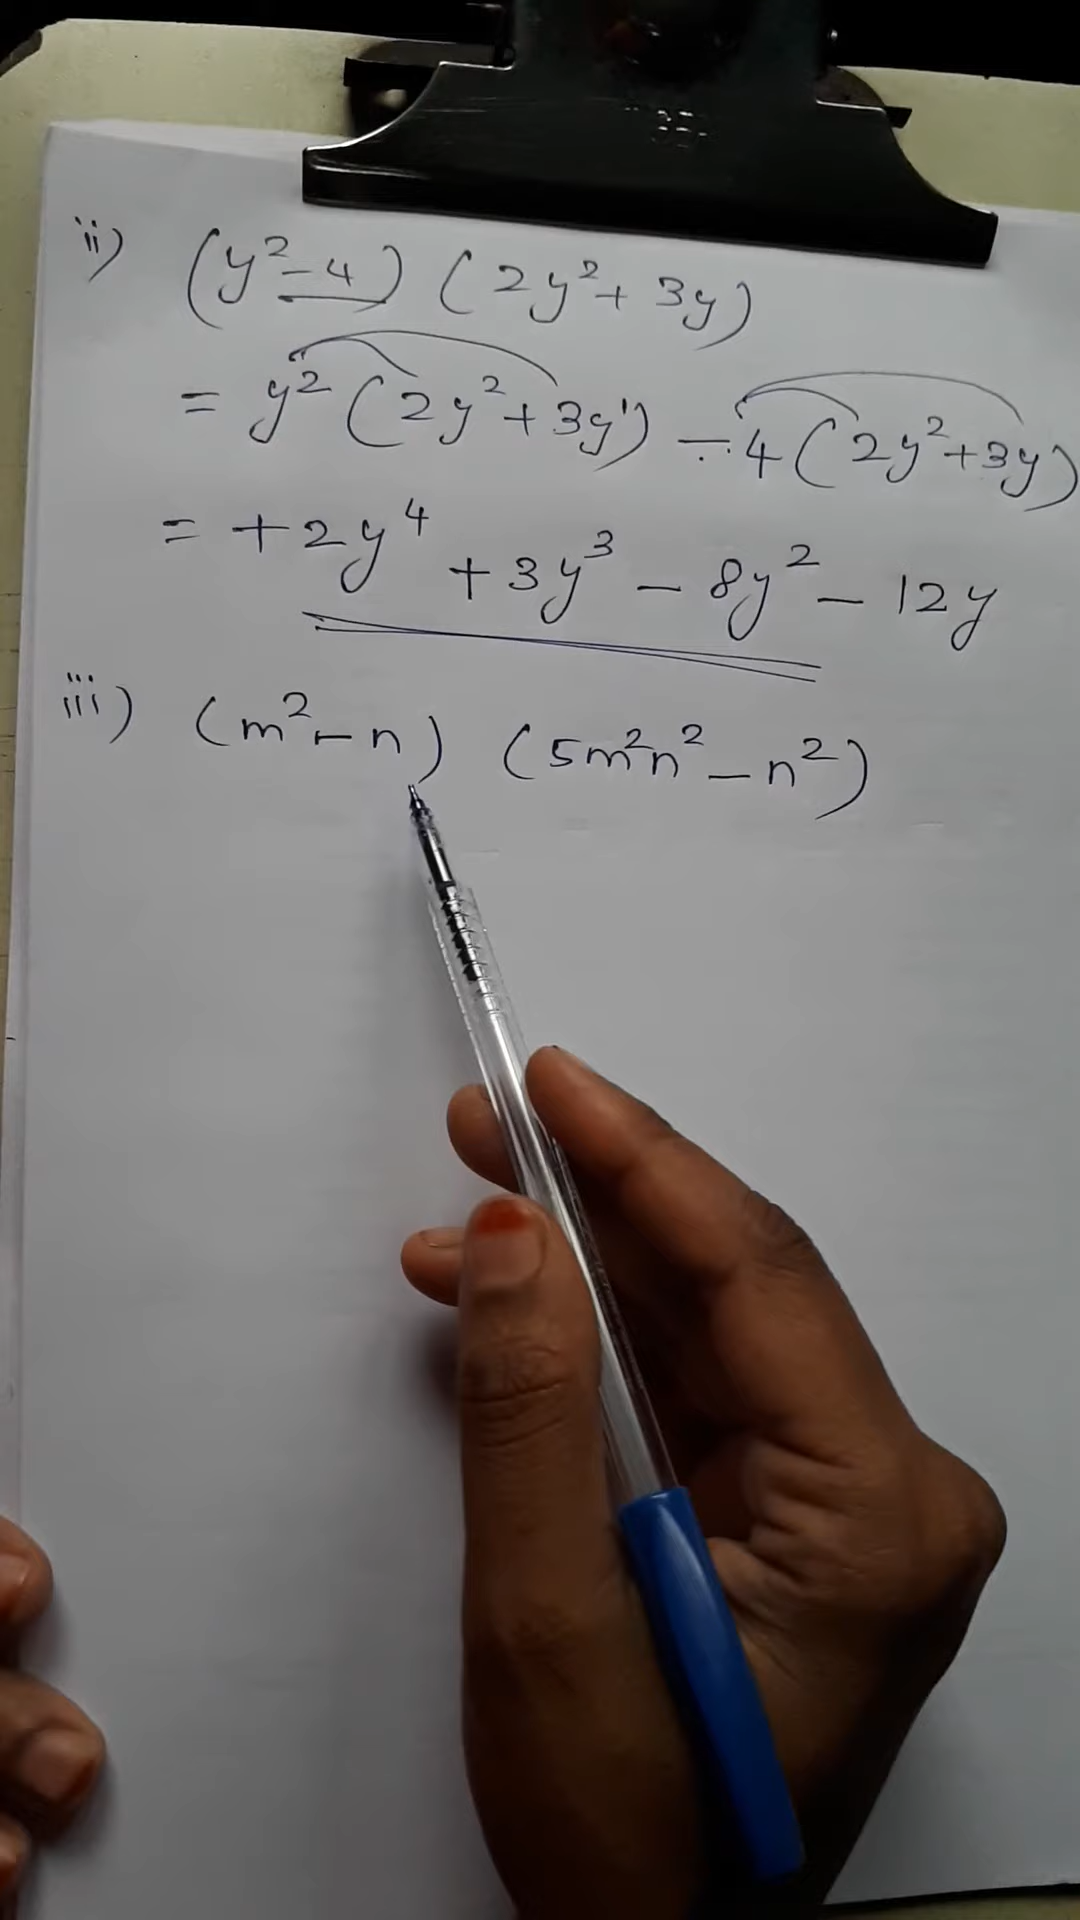 ii) (y²-4) (2y²+ 3y)
= y² (2y²+3y') - 4(2y²+3y)
= +2y⁴ +3y³ - 8y² - 12y
iii) (m²-n) (5m²n²-n²)